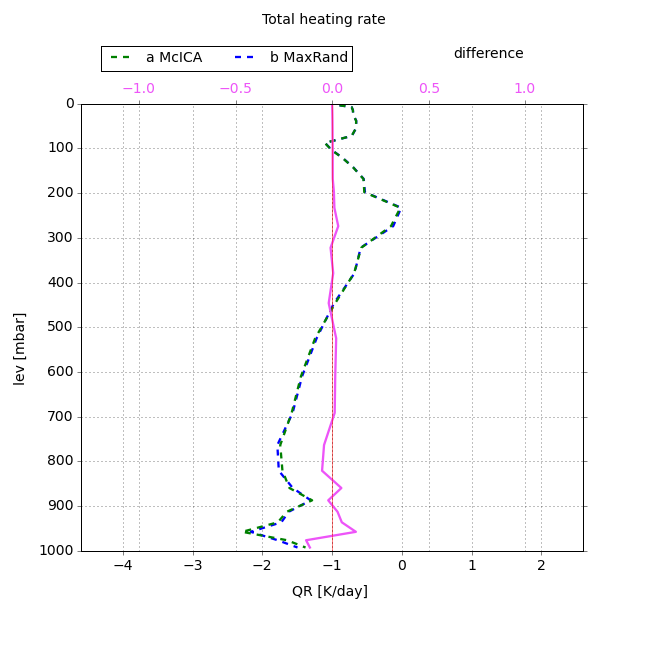 Total heating rate
a McICA b MaxRand difference
−1.0 −0.5 0.0 0.5 1.0
0
100
200
300
400
500
600
700
800
900
1000
lev [mbar]
−4 −3 −2 −1 0 1 2
QR [K/day]